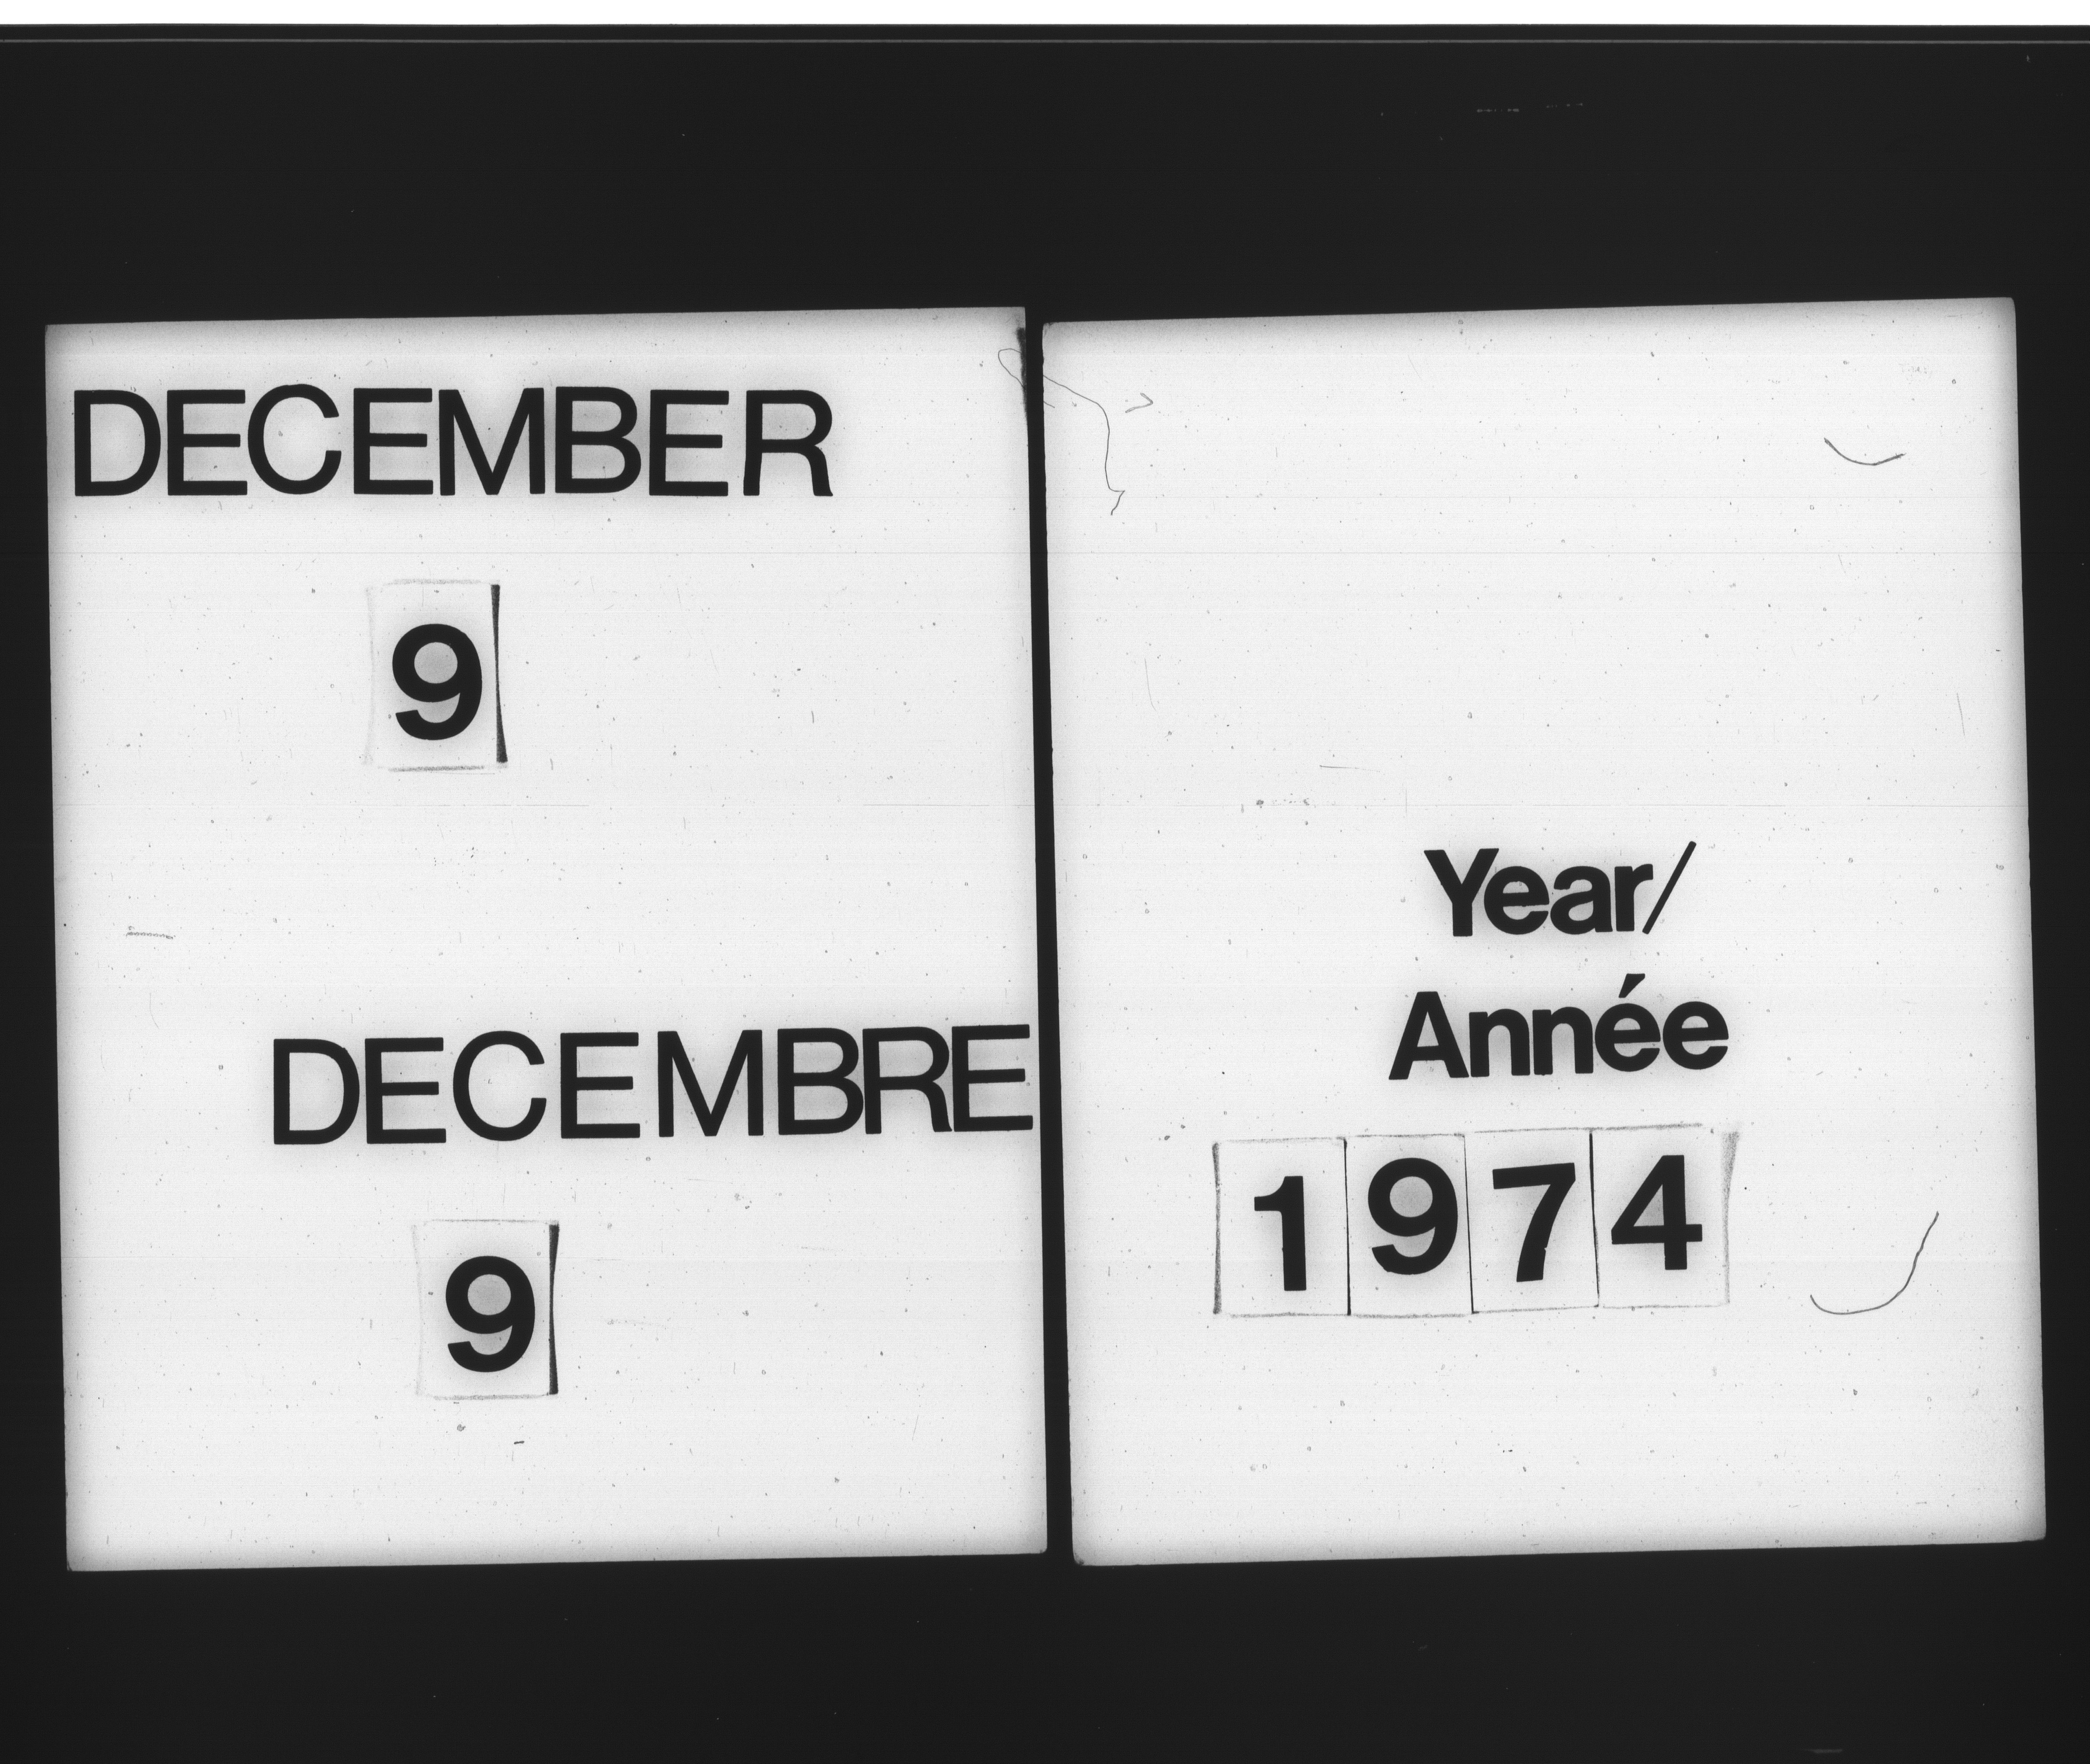 DECEMBER
9
DECEMBRE
9
Year/
Année
1974